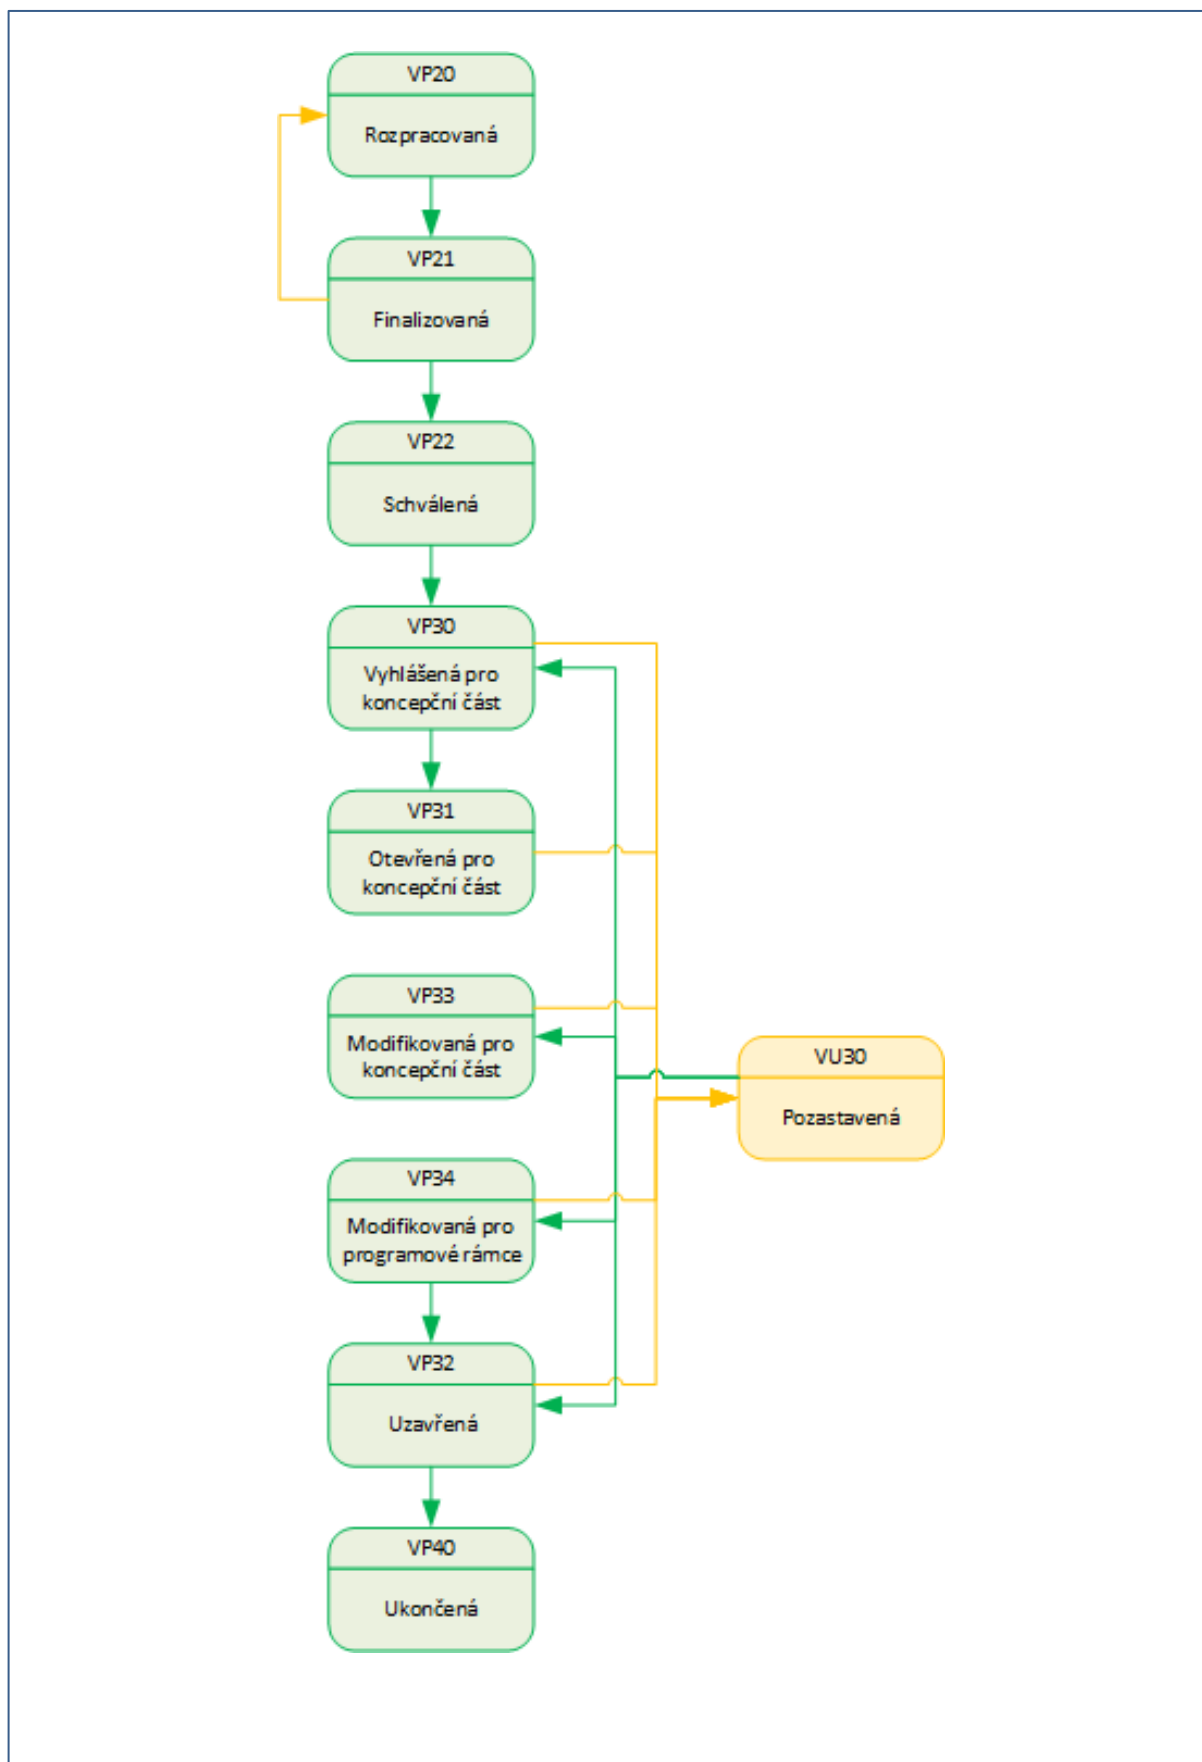 VP20
Rozpracovaná
VP21
Finalizovaná
VP22
Schválená
VP30
Vyhlášená pro
koncepční část
VP31
Otevřená pro
koncepční část
VP33
Modifikovaná pro
koncepční část
VU30
Pozastavená
VP34
Modifikovaná pro
programové rámce
VP32
Uzavřená
VP40
Ukončená